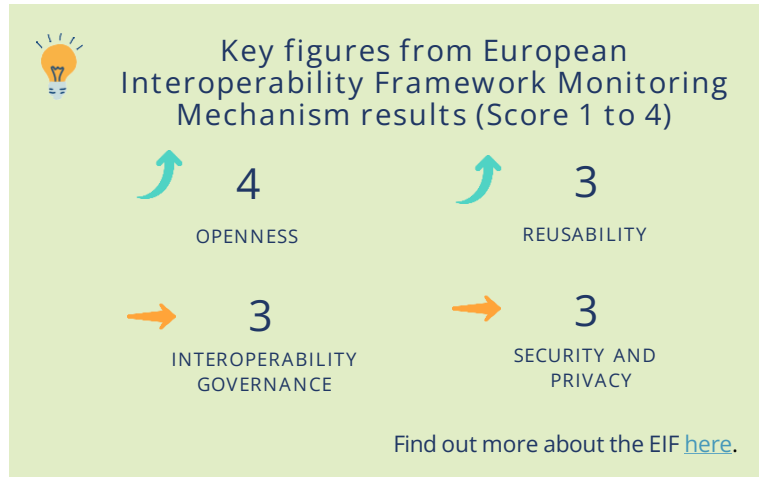 Key figures from European
Interoperability Framework Monitoring
Mechanism results (Score 1 to 4)
4
OPENNESS
3
REUSABILITY
3
INTEROPERABILITY
GOVERNANCE
3
SECURITY AND
PRIVACY
Find out more about the EIF here.